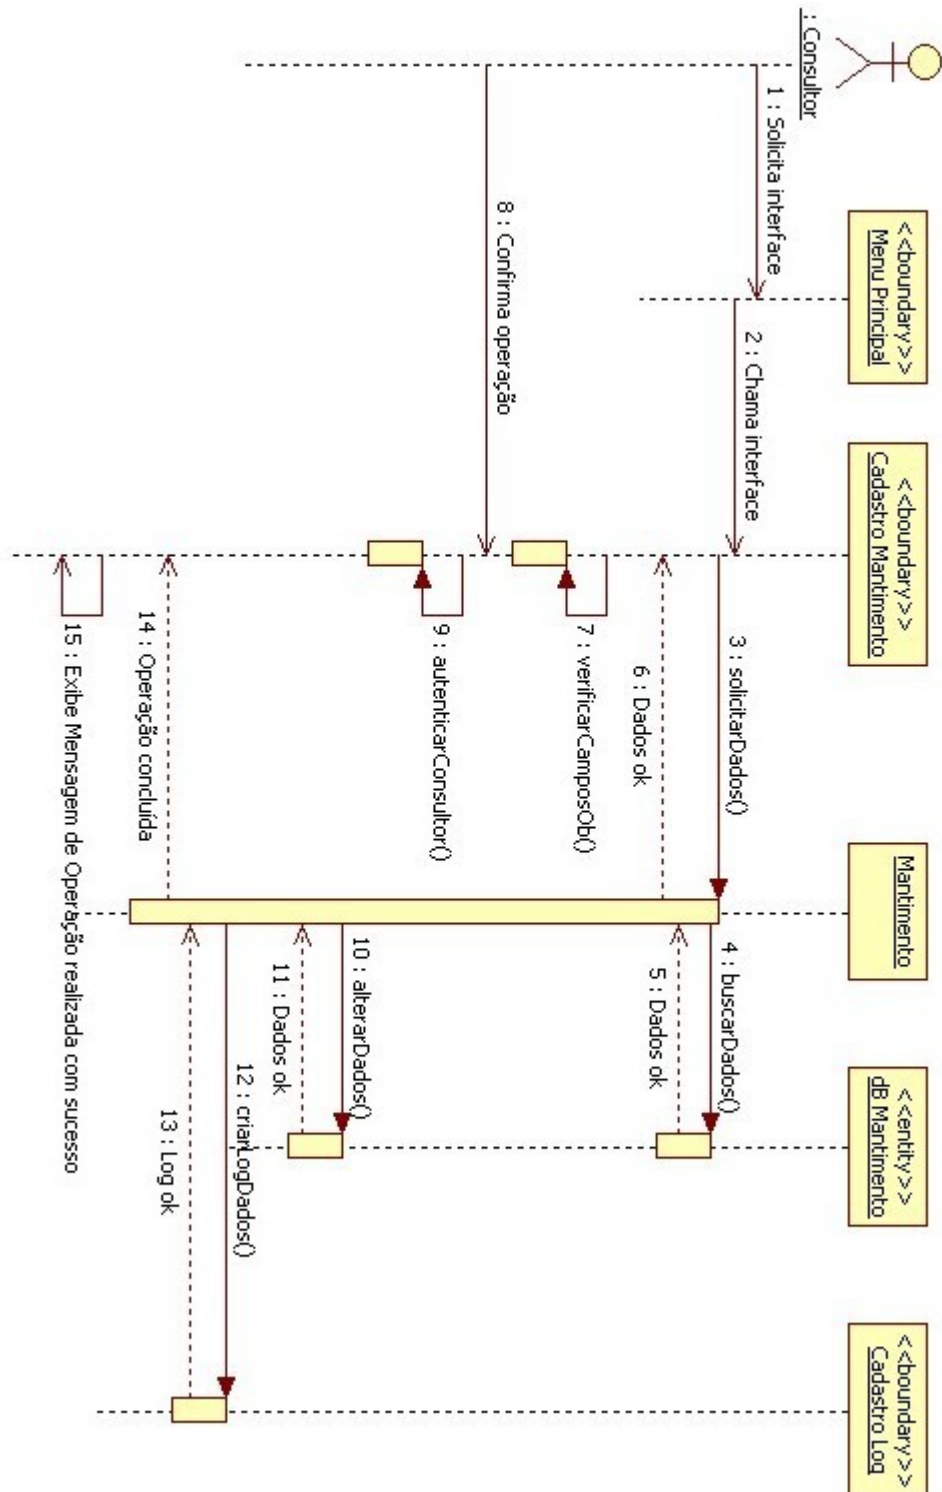 : Consultor
<<boundary>>
Menu Principal
<<boundary>>
Cadastro Mantimento
Mantimento
<<entity>>
dB Mantimento
<<boundary>>
Cadastro Log
1 : Solicita interface
2 : Chama interface
3 : solicitarDados()
4 : buscarDados()
5 : Dados ok
6 : Dados ok
7 : verificarCamposOb()
8 : Confirma operação
9 : autenticarConsultor()
10 : alterarDados()
11 : Dados ok
12 : criarLogDados()
13 : Log ok
14 : Operação concluída
15 : Exibe Mensagem de Operação realizada com sucesso